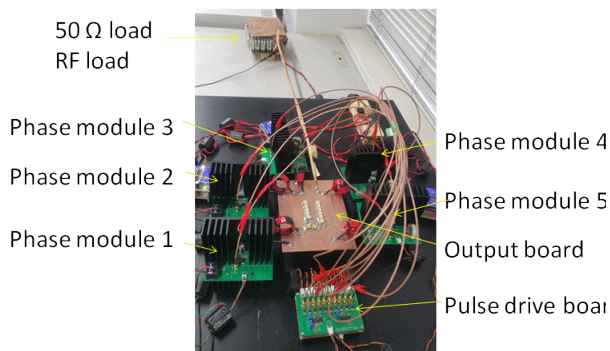 50 Ω load
RF load
Phase module 3
Phase module 2
Phase module 1
Phase module 4
Phase module 5
Output board
Pulse drive boar